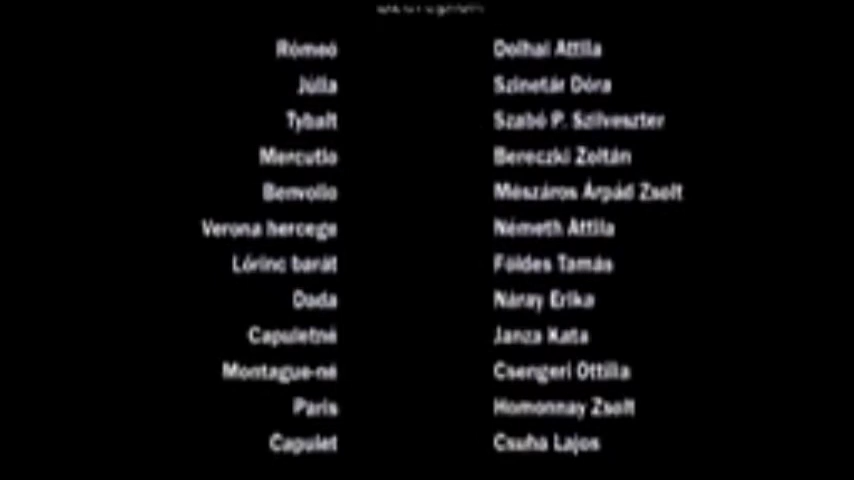 Rómeó Dolhai Attila
Júlia Szinetár Dóra
Tybalt Szabó P. Szilveszter
Mercutio Bereczki Zoltán
Benvolio Mészáros Árpád Zsolt
Verona hercege Németh Attila
Lőrinc barát Földes Tamás
Dada Náray Erika
Capuletné Janza Kata
Montague-né Csengeri Ottilia
Paris Homonnay Zsolt
Capulet Csuha Lajos